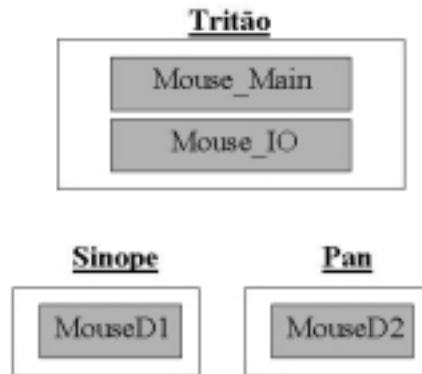 Tritão
Mouse_Main
Mouse_IO
Sinope
Pan
MouseD1
MouseD2